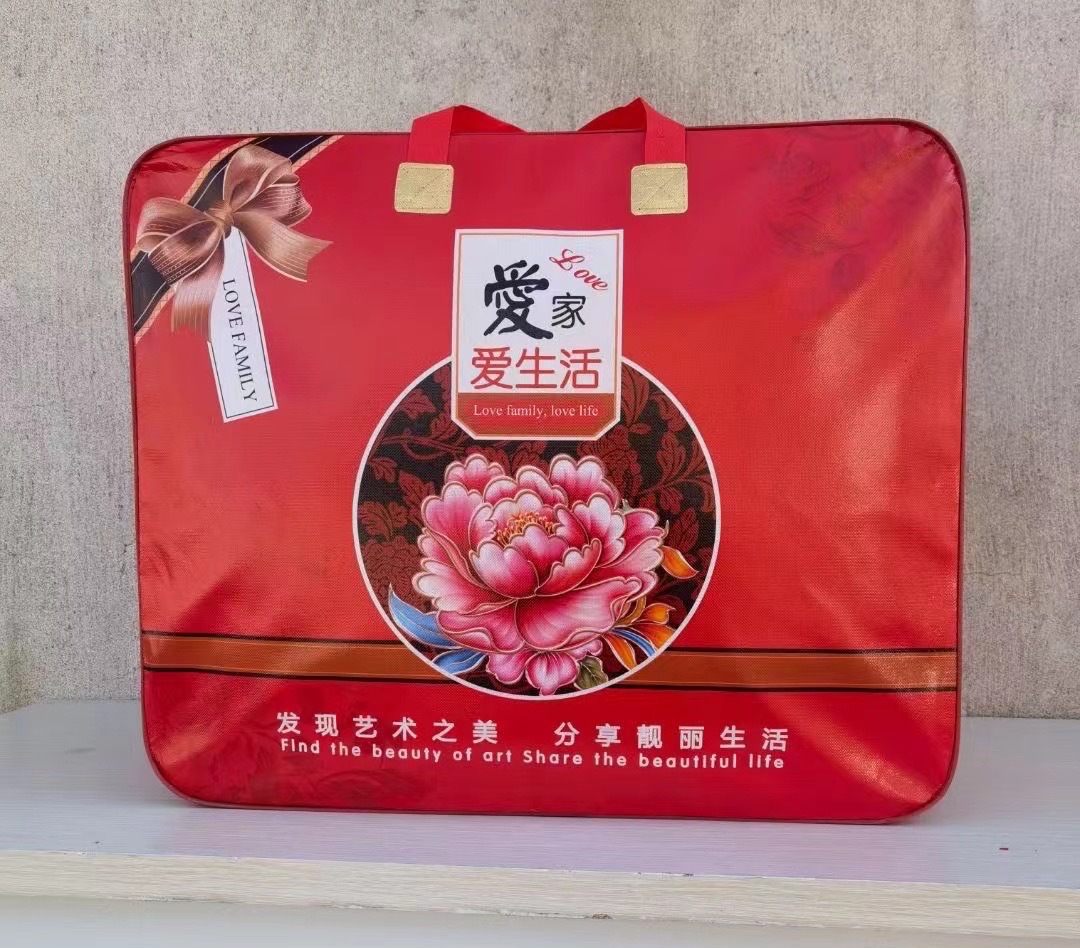 LOVE FAMILY
Love
愛家
爱生活
Love family, love life
发现艺术之美 分享靓丽生活
Find the beauty of art Share the beautiful life